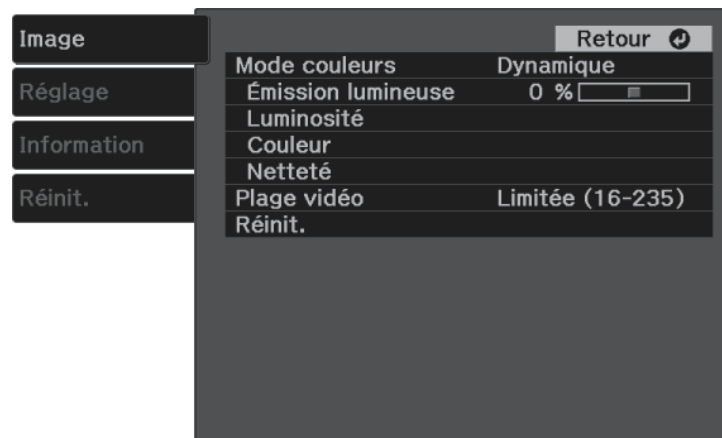 Image
Réglage
Information
Réinit.
Retour
Mode couleurs Dynamique
Émission lumineuse 0 %
Luminosité
Couleur
Netteté
Plage vidéo Limitée (16-235)
Réinit.